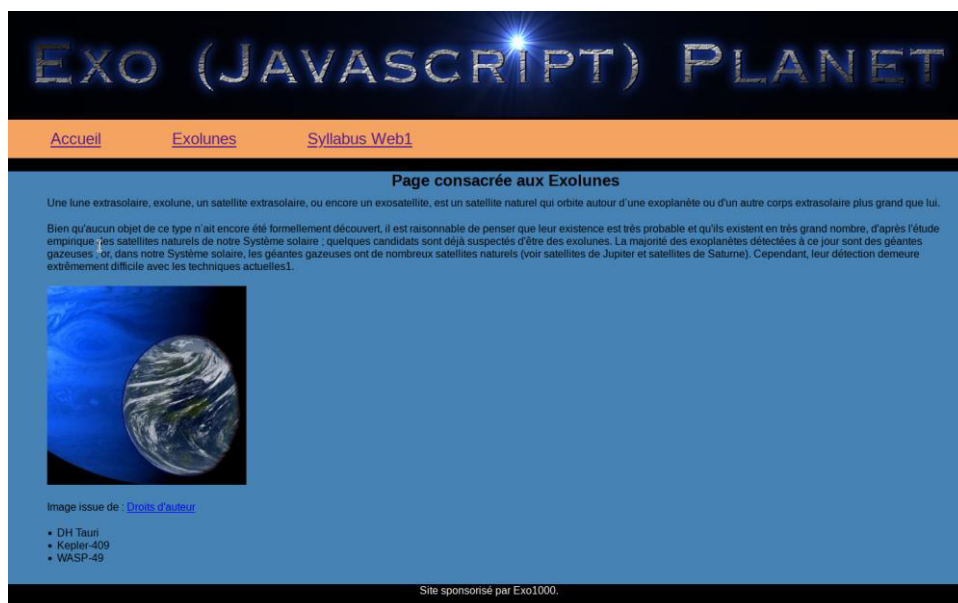 Exo (Javascript) Planet
Accueil Exolunes Syllabus Web1
Page consacrée aux Exolunes
Une lune extrasolaire, exolune, un satellite extrasolaire, ou encore un exosatellite, est un satellite naturel qui orbite autour d'une exoplanète ou d'un autre corps extrasolaire plus grand que lui.
Bien qu'aucun objet de ce type n'ait encore été formellement découvert, il est raisonnable de penser que leur existence est très probable et qu'ils existent en très grand nombre, d'après l'étude
empirique des satellites naturels de notre Système solaire ; quelques candidats sont déjà suspectés d'être des exolunes. La majorité des exoplanètes détectées à ce jour sont des géantes
gazeuses ; or, dans notre Système solaire, les géantes gazeuses ont de nombreux satellites naturels (voir satellites de Jupiter et satellites de Saturne). Cependant, leur détection demeure
extrêmement difficile avec les techniques actuelles1.
Image issue de : Droits d'auteur
• DH Tauri
• Kepler-409
• WASP-49
Site sponsorisé par Exo1000.